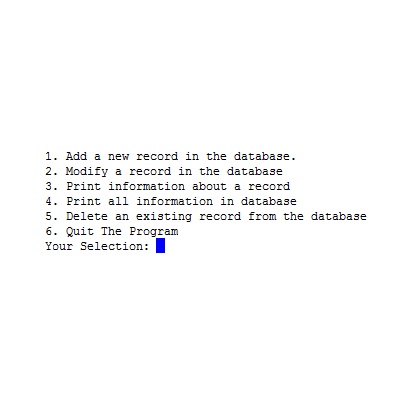 1. Add a new record in the database.
2. Modify a record in the database
3. Print information about a record
4. Print all information in database
5. Delete an existing record from the database
6. Quit The Program
Your Selection: